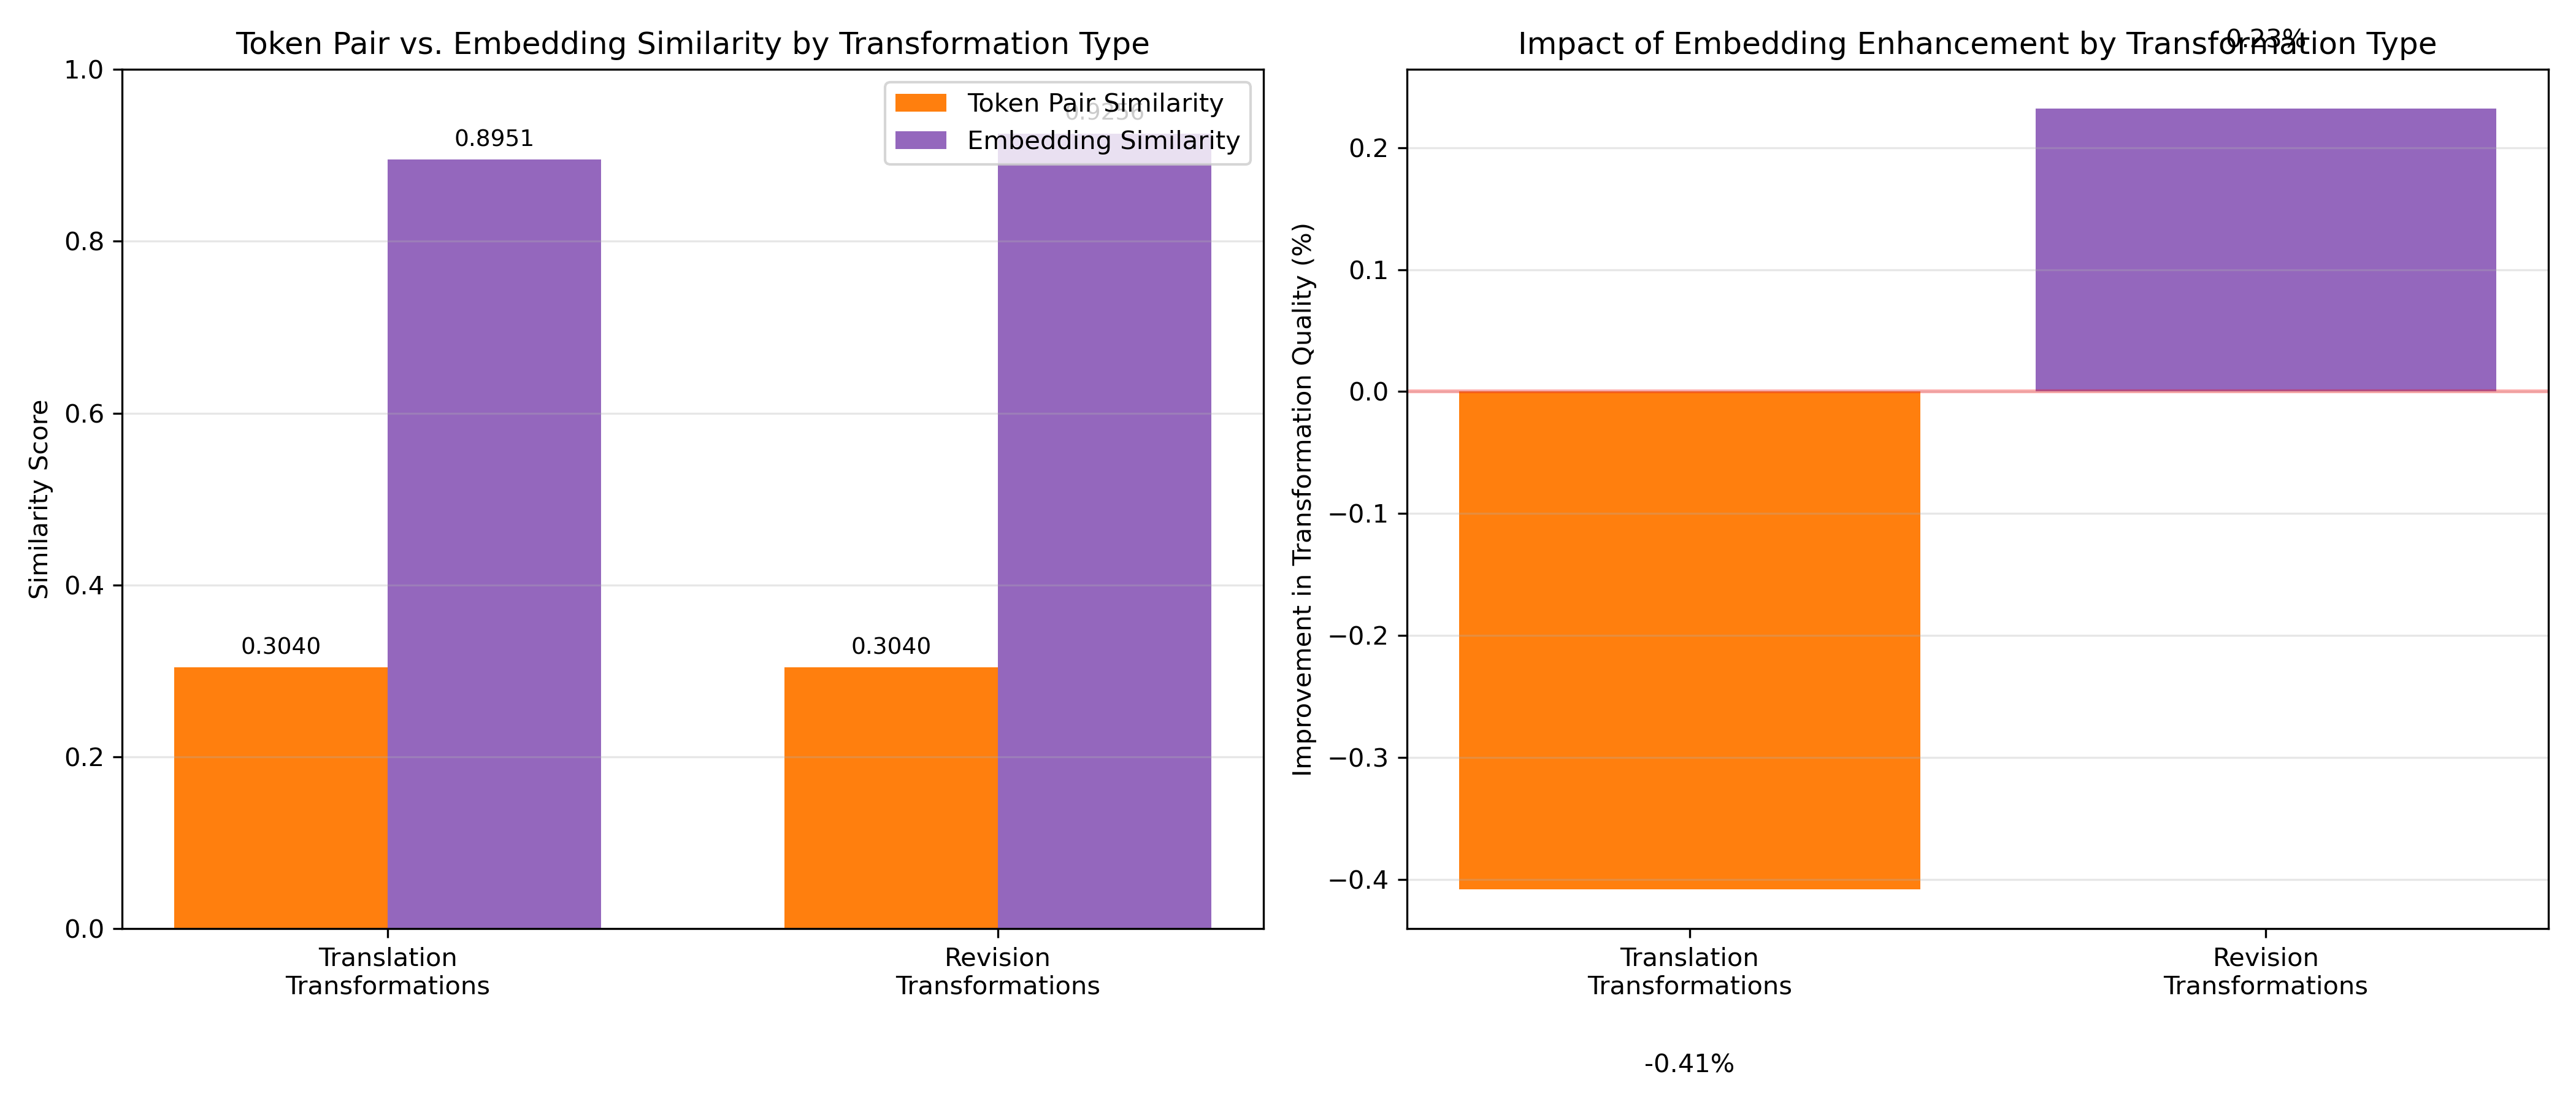 Token Pair vs. Embedding Similarity by Transformation Type
Similarity Score
1.0
0.8
0.6
0.4
0.2
0.0
Token Pair Similarity
Embedding Similarity
0.8951
0.9256
0.3040
0.3040
Translation
Transformations
Revision
Transformations
Impact of Embedding Enhancement by Transformation Type
0.23%
Improvement in Transformation Quality (%)
0.2
0.1
0.0
−0.1
−0.2
−0.3
−0.4
Translation
Transformations
Revision
Transformations
-0.41%